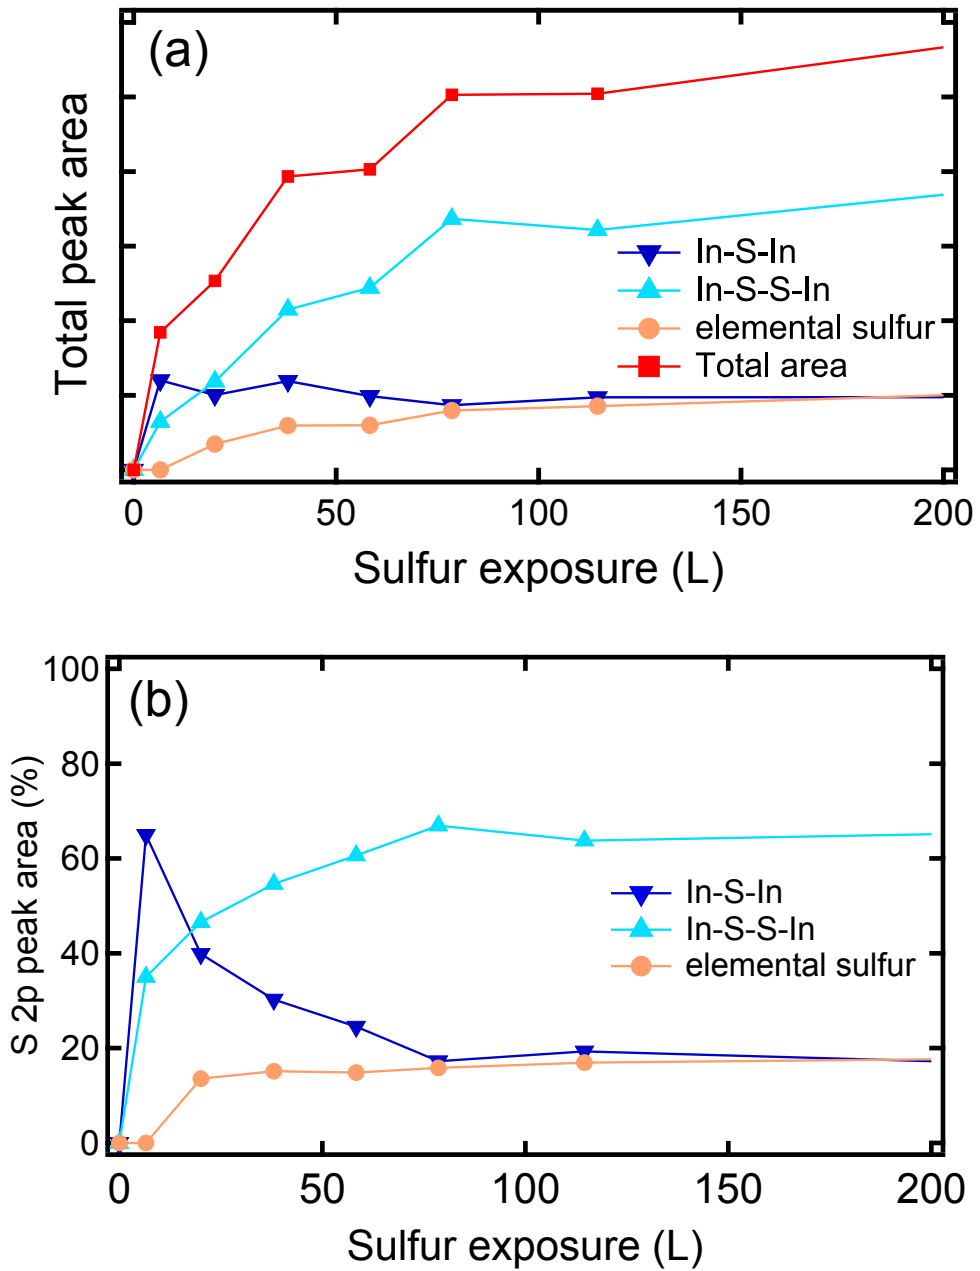 (a)
Total peak area
In-S-In
In-S-S-In
elemental sulfur
Total area
0 50 100 150 200
Sulfur exposure (L)
(b)
S 2p peak area (%)
100
80
60
40
20
0
In-S-In
In-S-S-In
elemental sulfur
0 50 100 150 200
Sulfur exposure (L)